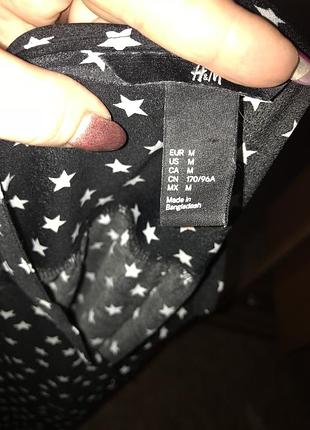 H&M
EUR M
US M
CA M
CN 170/96A
MX M
Made in
Bangladesh